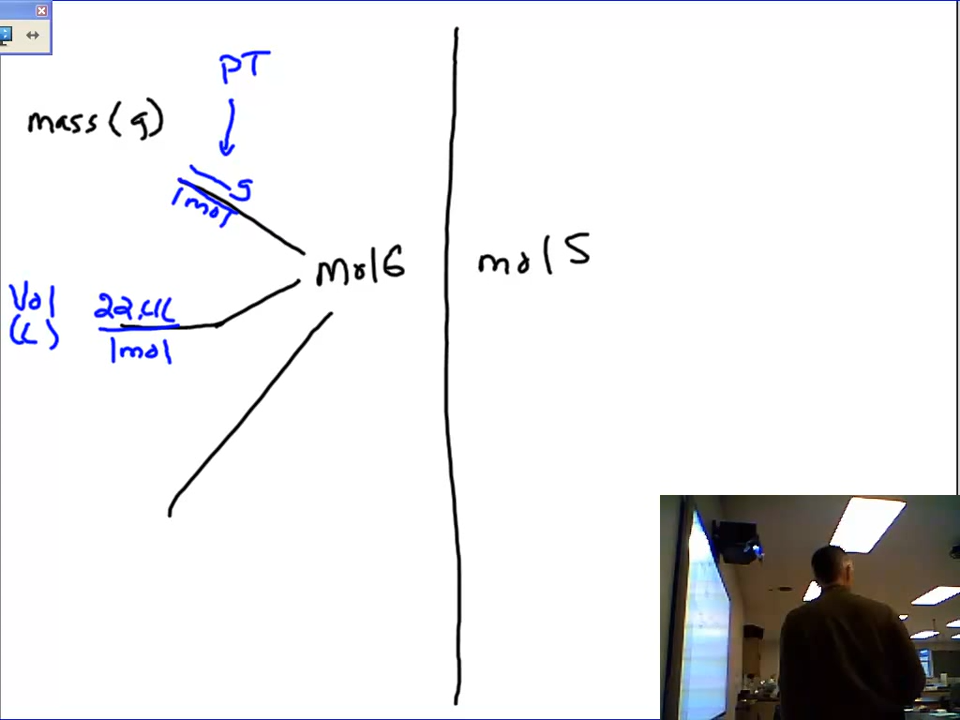 PT
mass (g)
g
1mol
mol G
mol S
Vol
(L)
22.4L
1mol